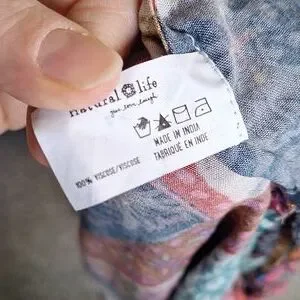 natural life
MADE IN INDIA
FABRIQUÉ EN INDE
100% VISCOSE/VISCOSE